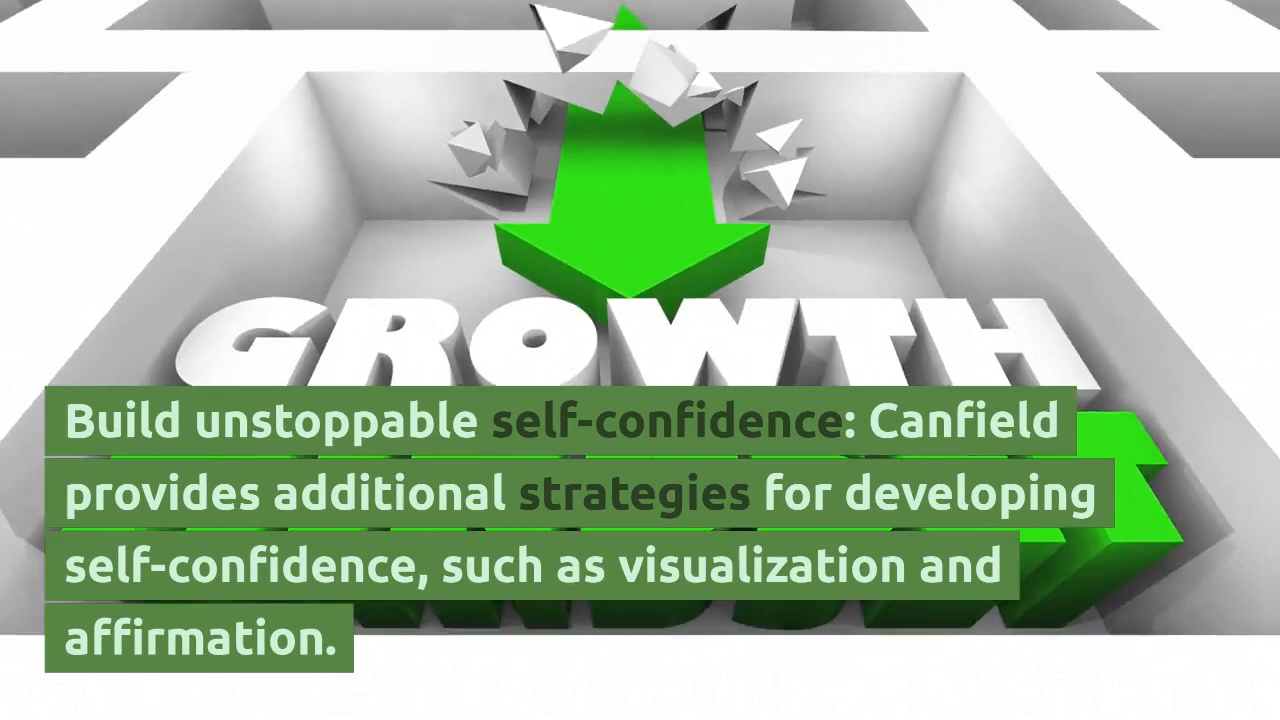 GROWTH
Build unstoppable self-confidence: Canfield
provides additional strategies for developing
self-confidence, such as visualization and
affirmation.